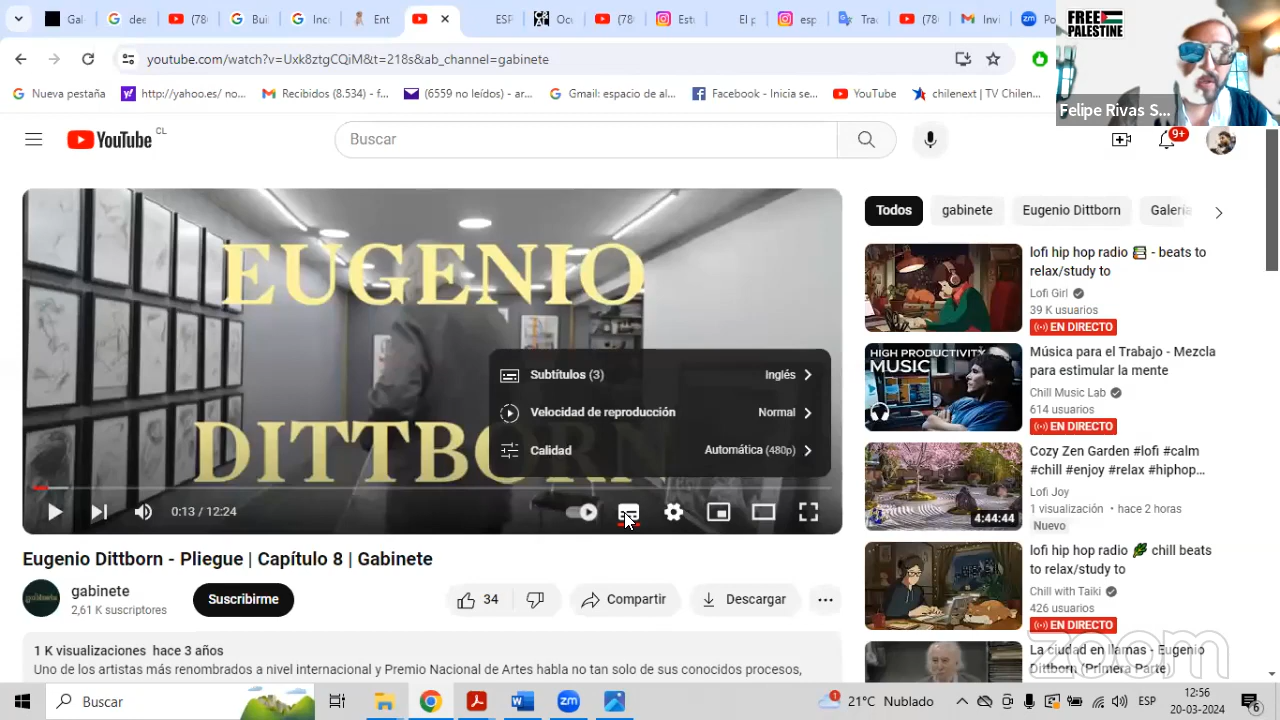 Gal
(78
G gab
(78
ESP
Cu
Obs
(78
Inst
Obs
Tra
(78
Invi
(78
FREE
PALESTINE
youtube.com/watch?v=Uxk8ztgCQiM&t=218s&ab_channel=gabinete
Felipe Rivas S...
Nueva pestaña
http://yahoo.es/ no...
Recibidos (8.534) - f...
(6559 no leídos) - ar...
Gmail: espacio de al...
Facebook - Inicia se...
YouTube
chilenext | TV Chilen...
YouTube
CL
Buscar
9+
EUGENIO
DITTBO
Subtítulos (3)
Inglés
Velocidad de reproducción
Normal
Calidad
Automática (480p)
0:13 / 12:24
Eugenio Dittborn - Pliegue | Capítulo 8 | Gabinete
gabinete
gabinete
2,61 K suscriptores
Suscribirme
34
Compartir
Descargar
1 K visualizaciones hace 3 años
Uno de los artistas más renombrados a nivel internacional y Premio Nacional de Artes habla no tan solo de sus conocidos procesos,
Todos
gabinete
Eugenio Dittborn
Galería
lofi hip hop radio 📚 - beats to
relax/study to
Lofi Girl
39 K usuarios
EN DIRECTO
HIGH PRODUCTIVITY
MUSIC
Música para el Trabajo - Mezcla
para estimular la mente
Chill Music Lab
614 usuarios
EN DIRECTO
4:44:44
Cozy Zen Garden #lofi #calm
#chill #enjoy #relax #hiphop...
Lofi Joy
1 visualización • hace 2 horas
Nuevo
lofi hip hop radio 🌿 chill beats
to relax/study to
Chill with Taiki
426 usuarios
EN DIRECTO
La ciudad en llamas - Eugenio
Dittborn (Primera Parte)
zoom
Buscar
1
21°C Nublado
ESP
12:56
20-03-2024
6